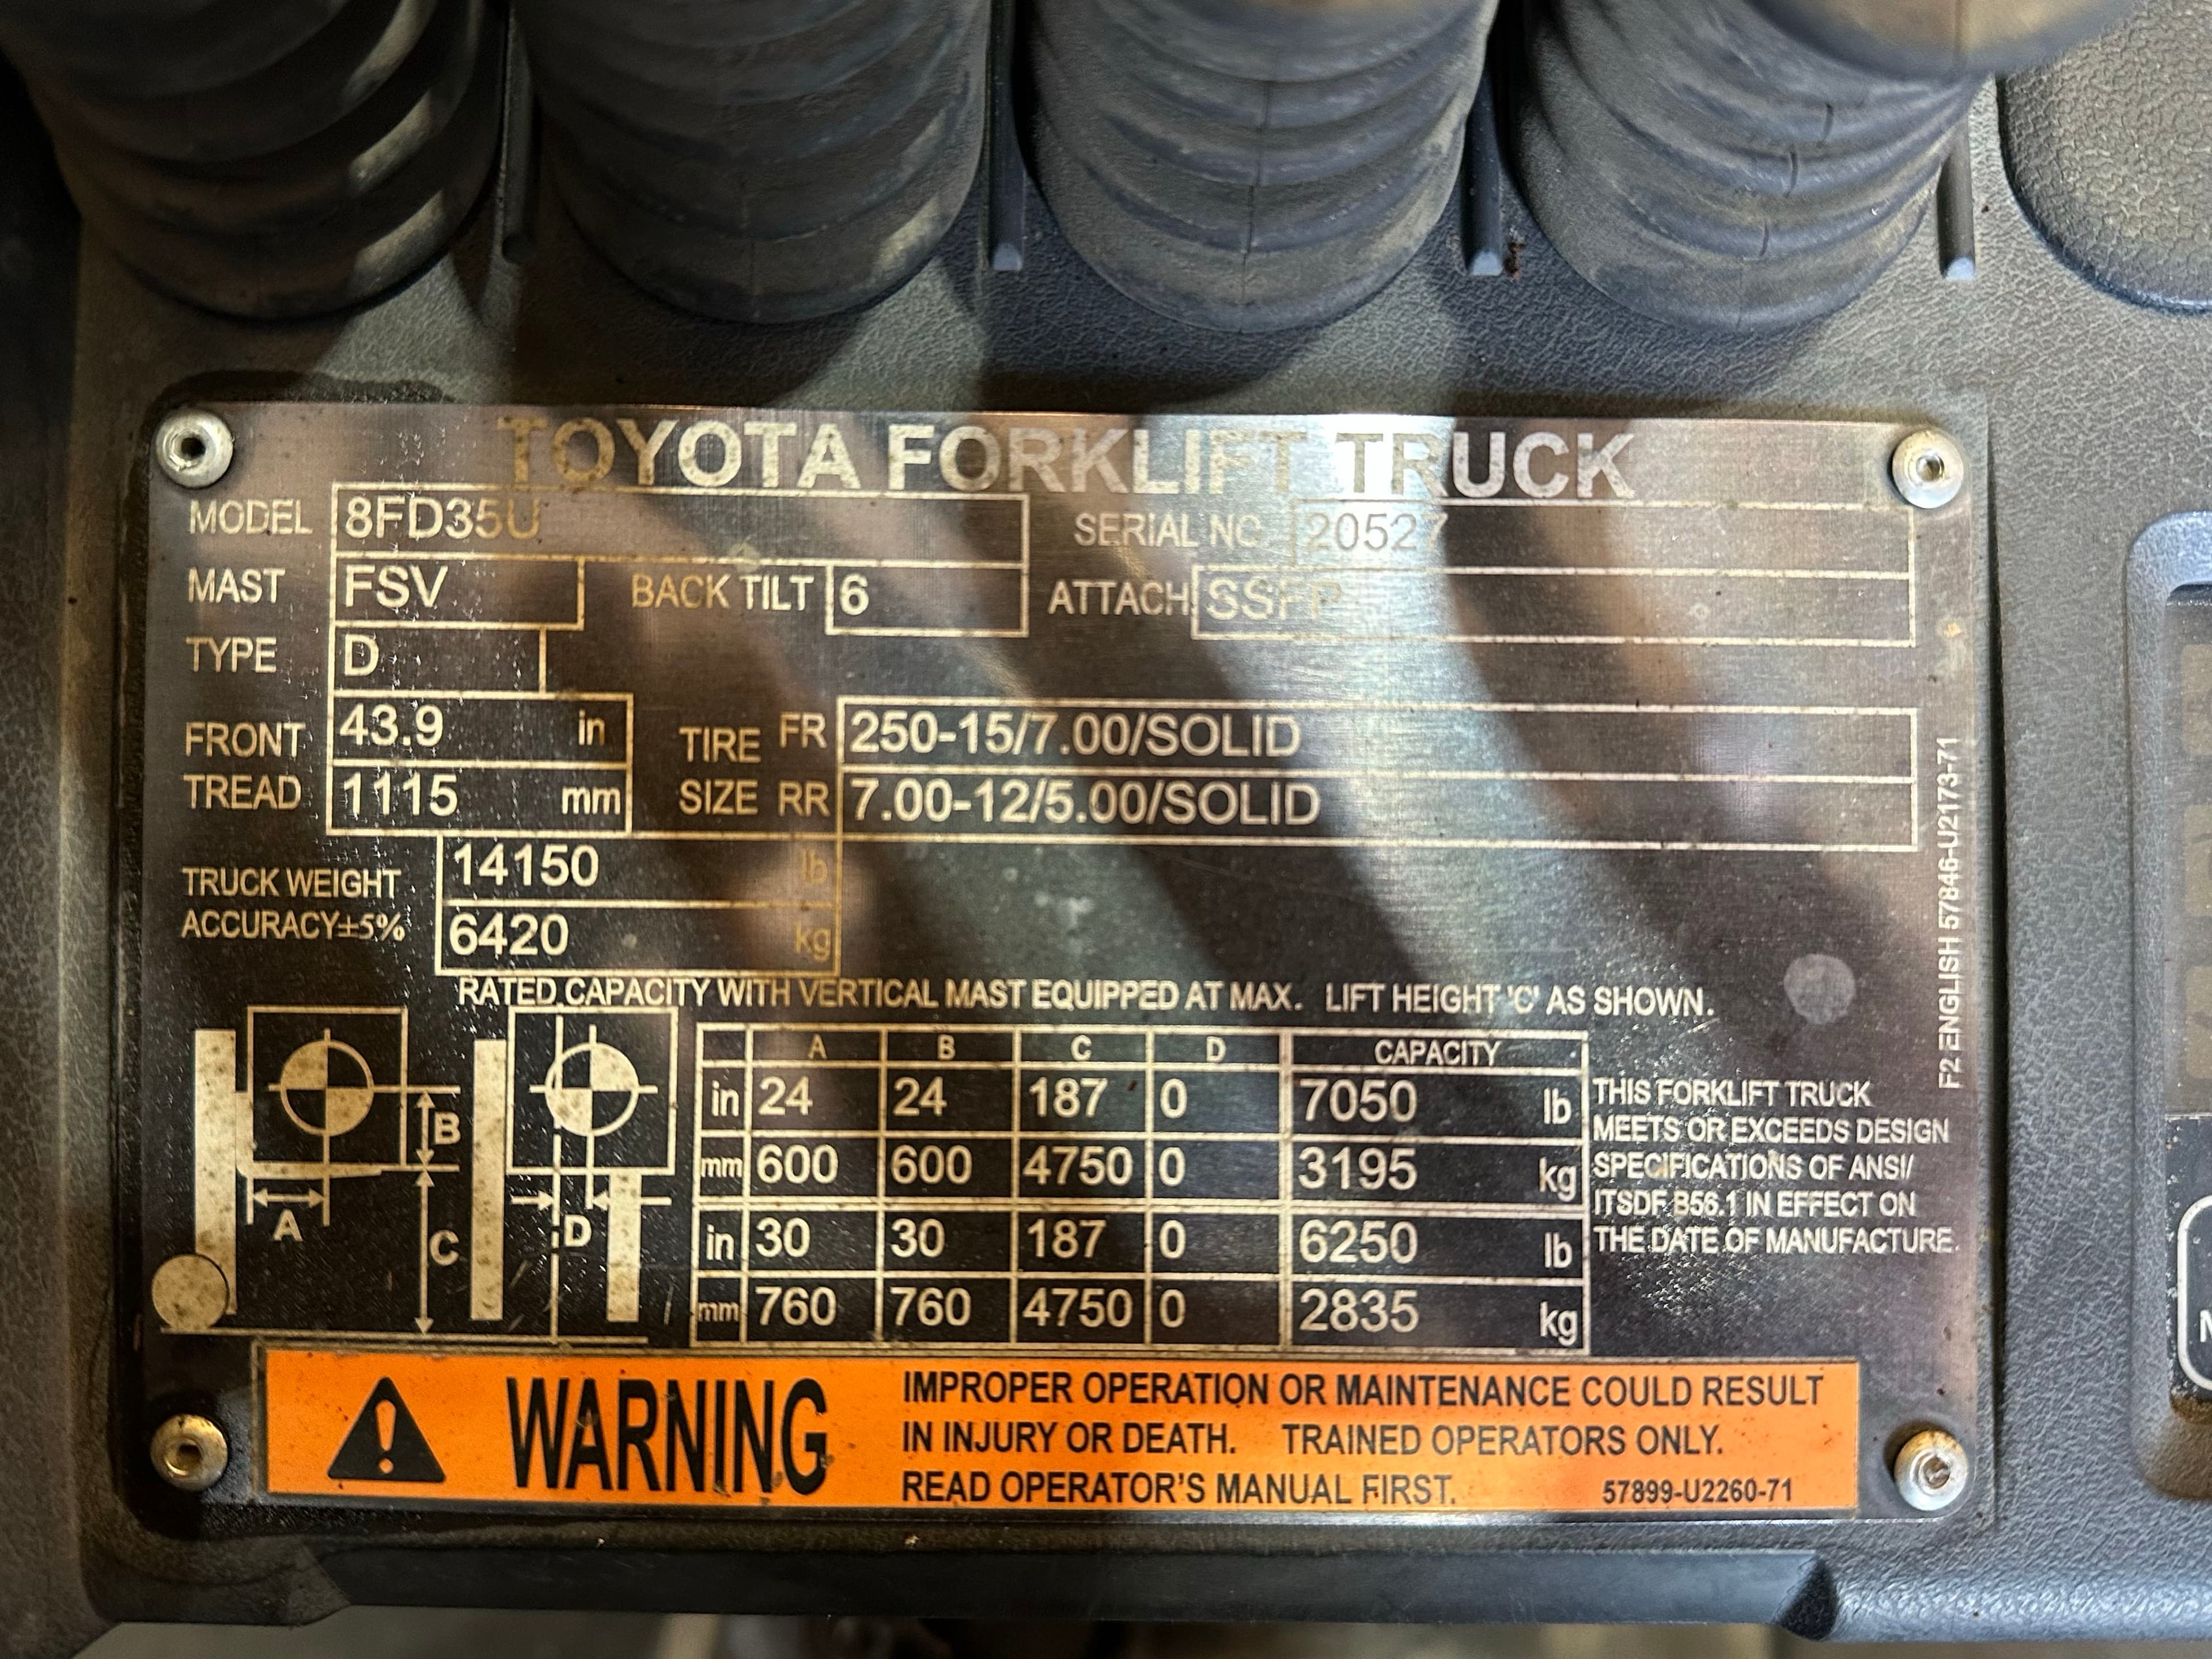 TOYOTA FORKLIFT TRUCK
MODEL 8FD35U SERIAL NO 20527
MAST FSV BACK TILT 6 ATTACH. SSFP
TYPE D
FRONT TREAD 43.9 in TIRE SIZE FR 250-15/7.00/SOLID
1115 mm RR 7.00-12/5.00/SOLID
TRUCK WEIGHT 14150 lb
ACCURACY±5% 6420 kg
RATED CAPACITY WITH VERTICAL MAST EQUIPPED AT MAX. LIFT HEIGHT 'C' AS SHOWN.
A B C D CAPACITY
in 24 24 187 0 7050 lb
mm 600 600 4750 0 3195 kg
in 30 30 187 0 6250 lb
mm 760 760 4750 0 2835 kg
B
A
C
D
THIS FORKLIFT TRUCK
MEETS OR EXCEEDS DESIGN
SPECIFICATIONS OF ANSI/
ITSDF B56.1 IN EFFECT ON
THE DATE OF MANUFACTURE.
F2 ENGLISH 57846-U2173-71
WARNING
IMPROPER OPERATION OR MAINTENANCE COULD RESULT
IN INJURY OR DEATH. TRAINED OPERATORS ONLY.
READ OPERATOR'S MANUAL FIRST. 57899-U2260-71